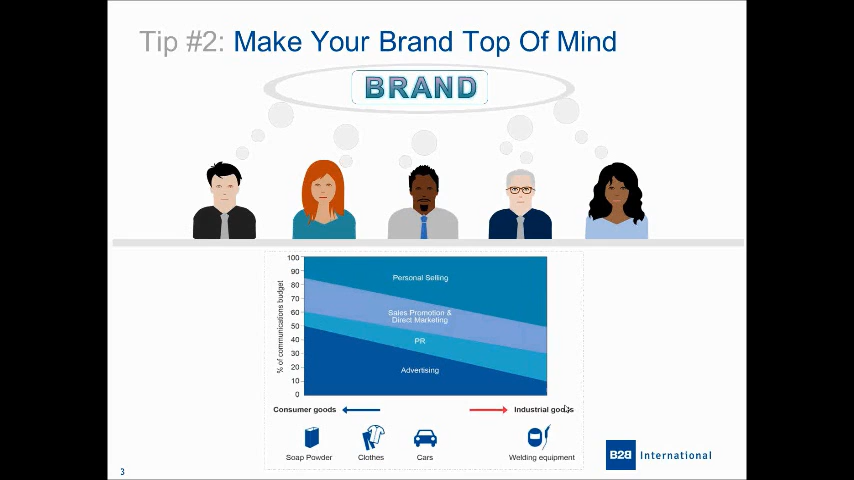 Tip #2: Make Your Brand Top Of Mind
BRAND
100
90
80
70
60
50
40
30
20
10
0
% of communications budget
Personal Selling
Sales Promotion &
Direct Marketing
PR
Advertising
Consumer goods
Industrial goods
Soap Powder
Clothes
Cars
Welding equipment
B2B International
3